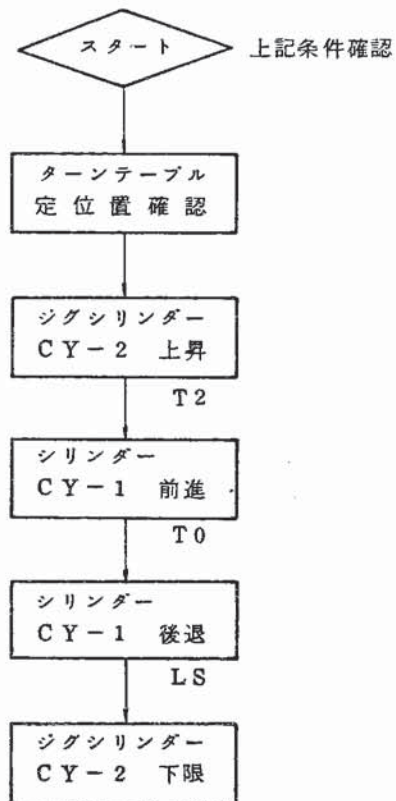 スタート
上記条件確認
ターンテーブル
定位置確認
ジグシリンダー
CY-2 上昇
T2
シリンダー
CY-1 前進
T0
シリンダー
CY-1 後退
LS
ジグシリンダー
CY-2 下限